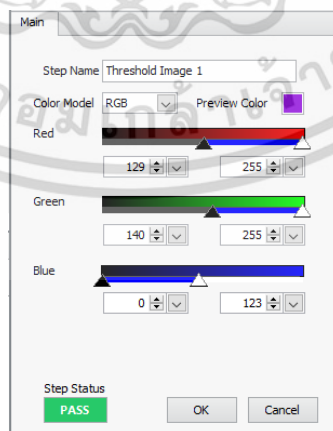 Main
Step Name Threshold Image 1
Color Model RGB Preview Color
Red
129 255
Green
140 255
Blue
0 123
Step Status
PASS OK Cancel